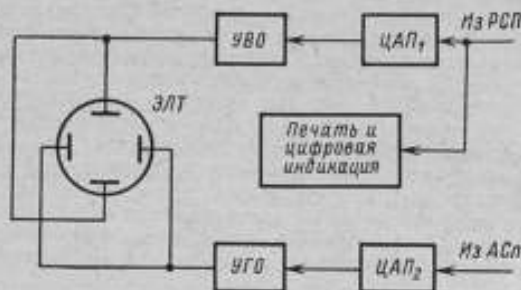 УВО
ЦАП₁
Из РСП
ЭЛТ
Печать и
цифровая
индикация
УГО
ЦАП₂
Из АСп